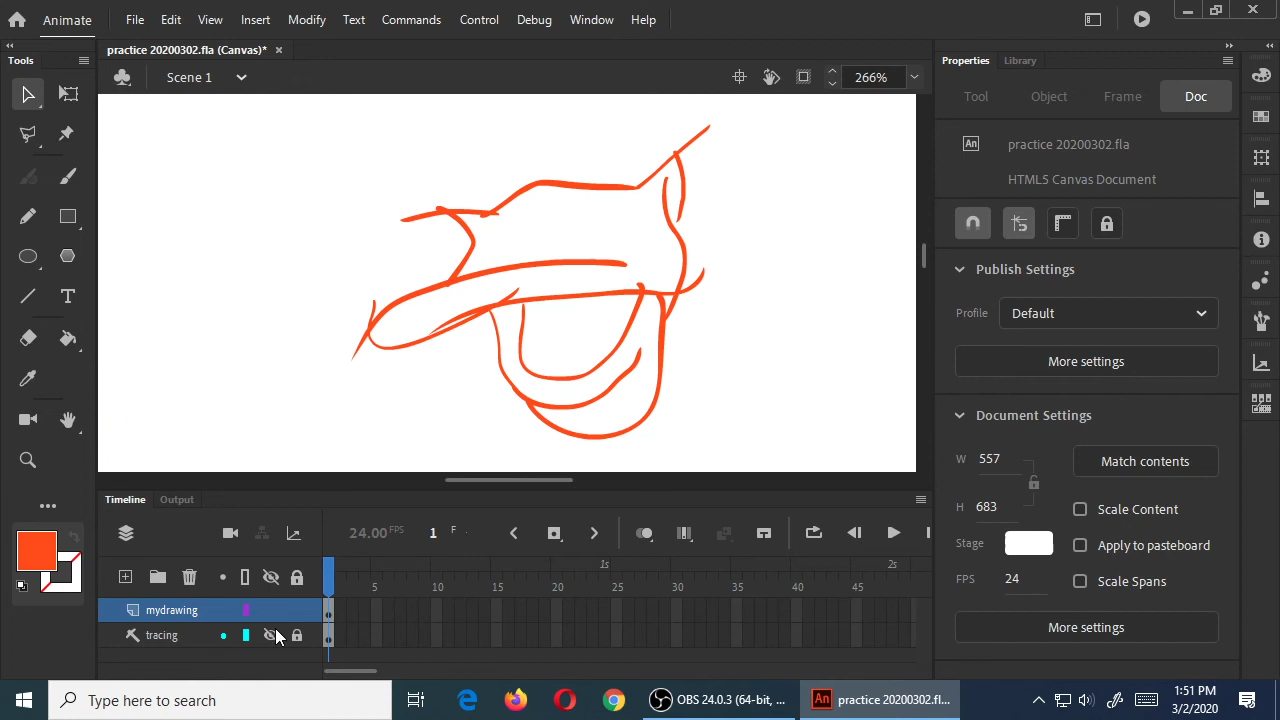 Animate File Edit View Insert Modify Text Commands Control Debug Window Help
Tools
practice 20200302.fla (Canvas)* ×
Properties Library
Scene 1 266%
Tool Object Frame Doc
An practice 20200302.fla
HTML5 Canvas Document
Publish Settings
Profile Default
More settings
Document Settings
W 557 Match contents
H 683 Scale Content
Stage Apply to pasteboard
FPS 24 Scale Spans
More settings
Timeline Output
24.00 FPS 1 F
1s 2s
5 10 15 20 25 30 35 40 45
mydrawing
tracing
Type here to search
OBS 24.0.3 (64-bit, ...
An practice 20200302.fl...
1:51 PM
3/2/2020